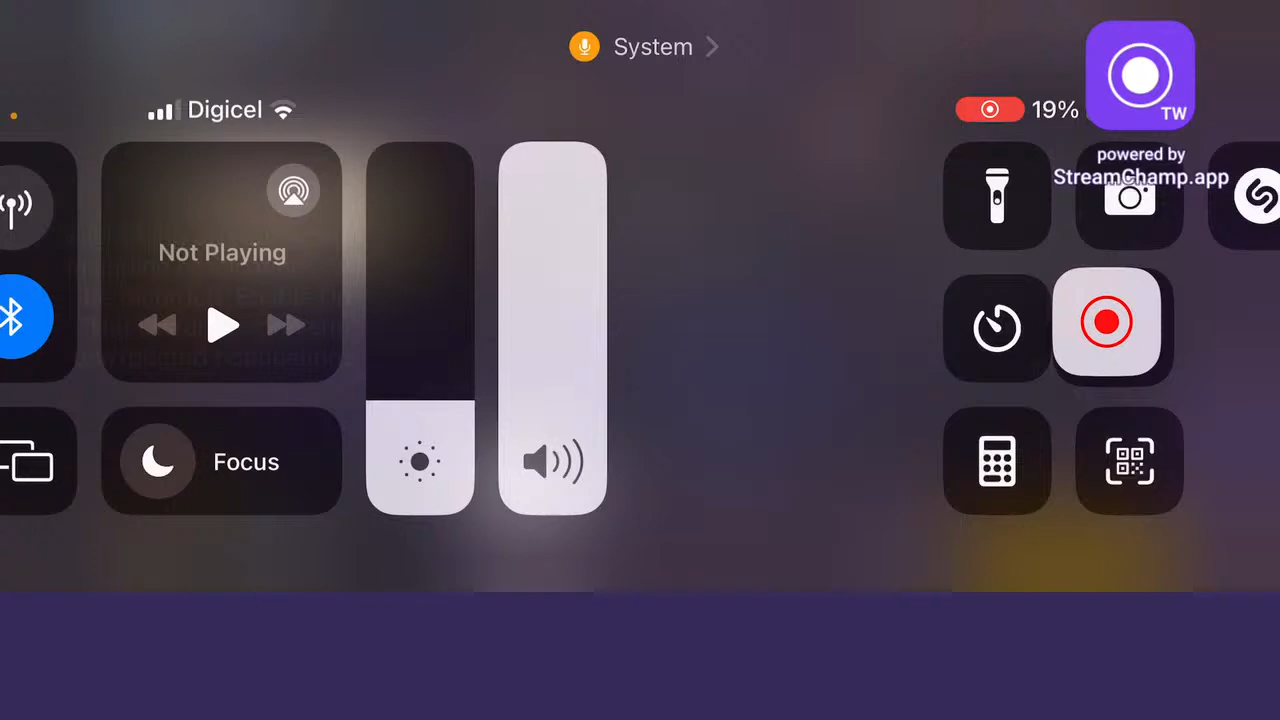 System
Digicel
19%
TW
powered by
StreamChamp.app
Not Playing
Focus